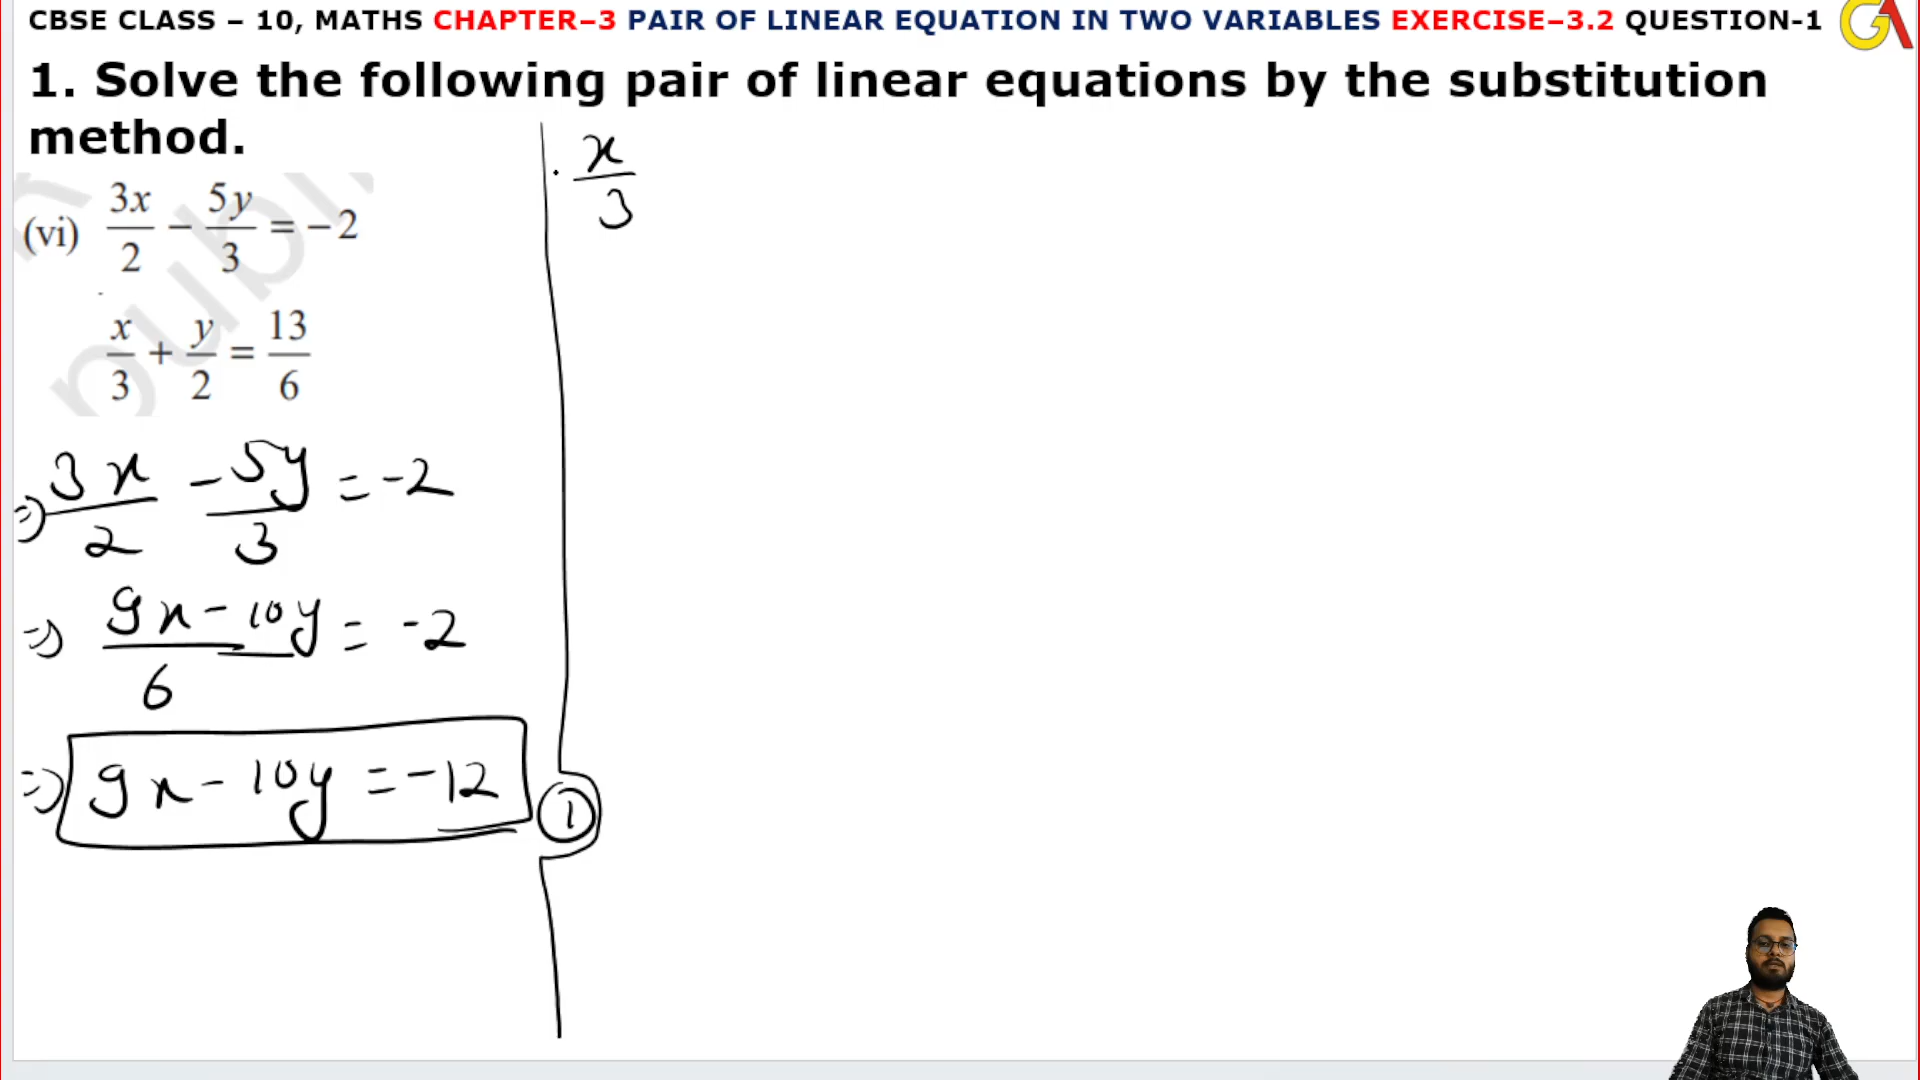 CBSE CLASS – 10, MATHS CHAPTER–3 PAIR OF LINEAR EQUATION IN TWO VARIABLES EXERCISE–3.2 QUESTION-1
GA
1. Solve the following pair of linear equations by the substitution
method.
(vi) 3x/2 − 5y/3 = −2
x/3 + y/2 = 13/6
⇒ 3x/2 − 5y/3 = −2
⇒ (9x − 10y)/6 = −2
⇒ 9x − 10y = −12 ①
x/3